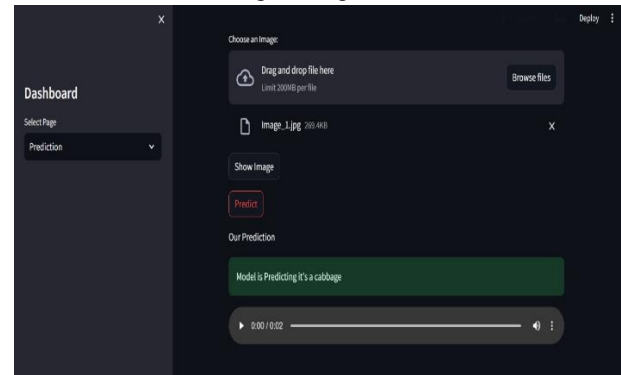 X
Deploy
Dashboard
Select Page
Prediction
Choose an Image:
Drag and drop file here
Limit 200MB per file
Browse files
Image_1.jpg 269.4KB
X
Show Image
Predict
Our Prediction
Model is Predicting it's a cabbage
0:00 / 0:02